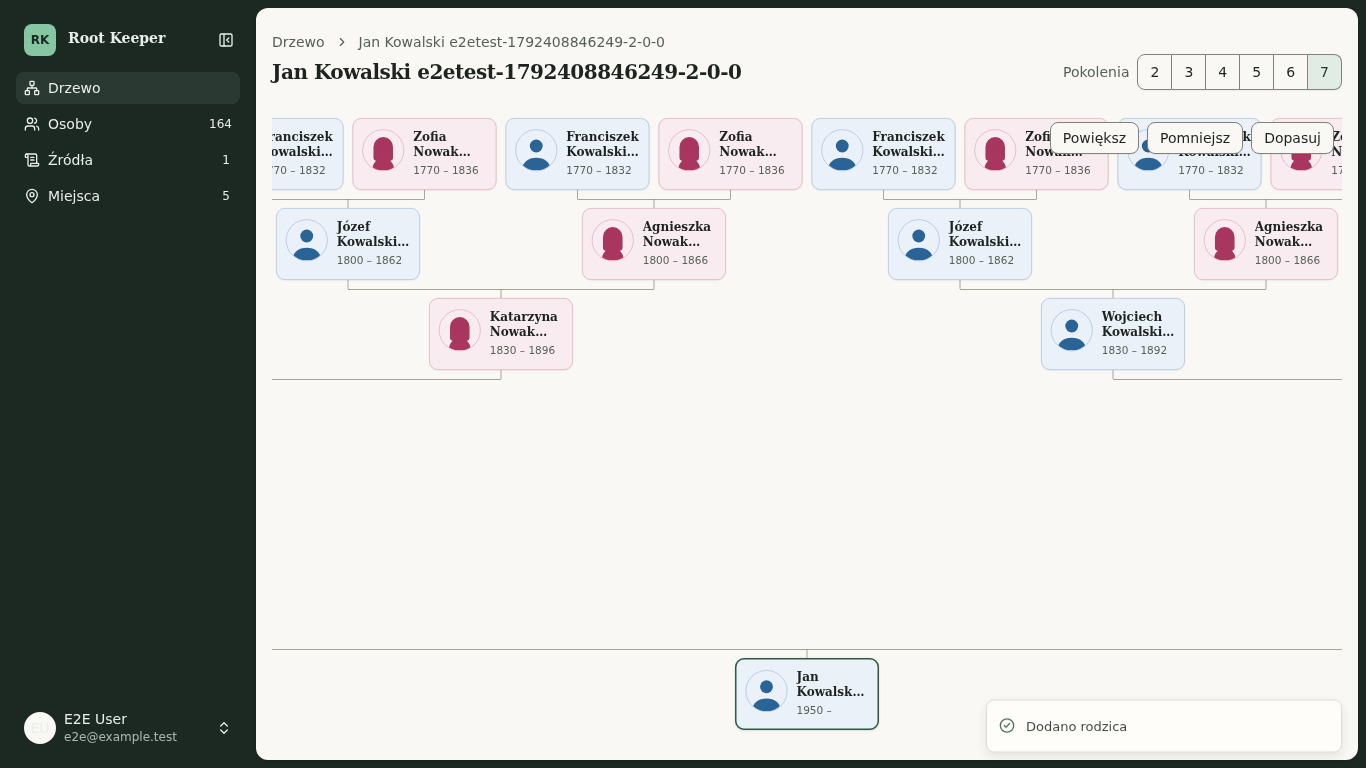 RK
Root Keeper
Drzewo
Osoby
164
Źródła
1
Miejsca
5
E2E User
e2e@example.test
Drzewo
Jan Kowalski e2etest-1792408846249-2-0-0
Jan Kowalski e2etest-1792408846249-2-0-0
Pokolenia
2
3
4
5
6
7
Powiększ
Pomniejsz
Dopasuj
Zofia
Nowak...
1770 – 1836
Franciszek
Kowalski...
1770 – 1832
Zofia
Nowak...
1770 – 1836
Franciszek
Kowalski...
1770 – 1832
1770 – 1836
1770 – 1832
Józef
Kowalski...
1800 – 1862
Agnieszka
Nowak...
1800 – 1866
Józef
Kowalski...
1800 – 1862
Agnieszka
Nowak...
1800 – 1866
Katarzyna
Nowak...
1830 – 1896
Wojciech
Kowalski...
1830 – 1892
Jan
Kowalsk...
1950 –
Dodano rodzica